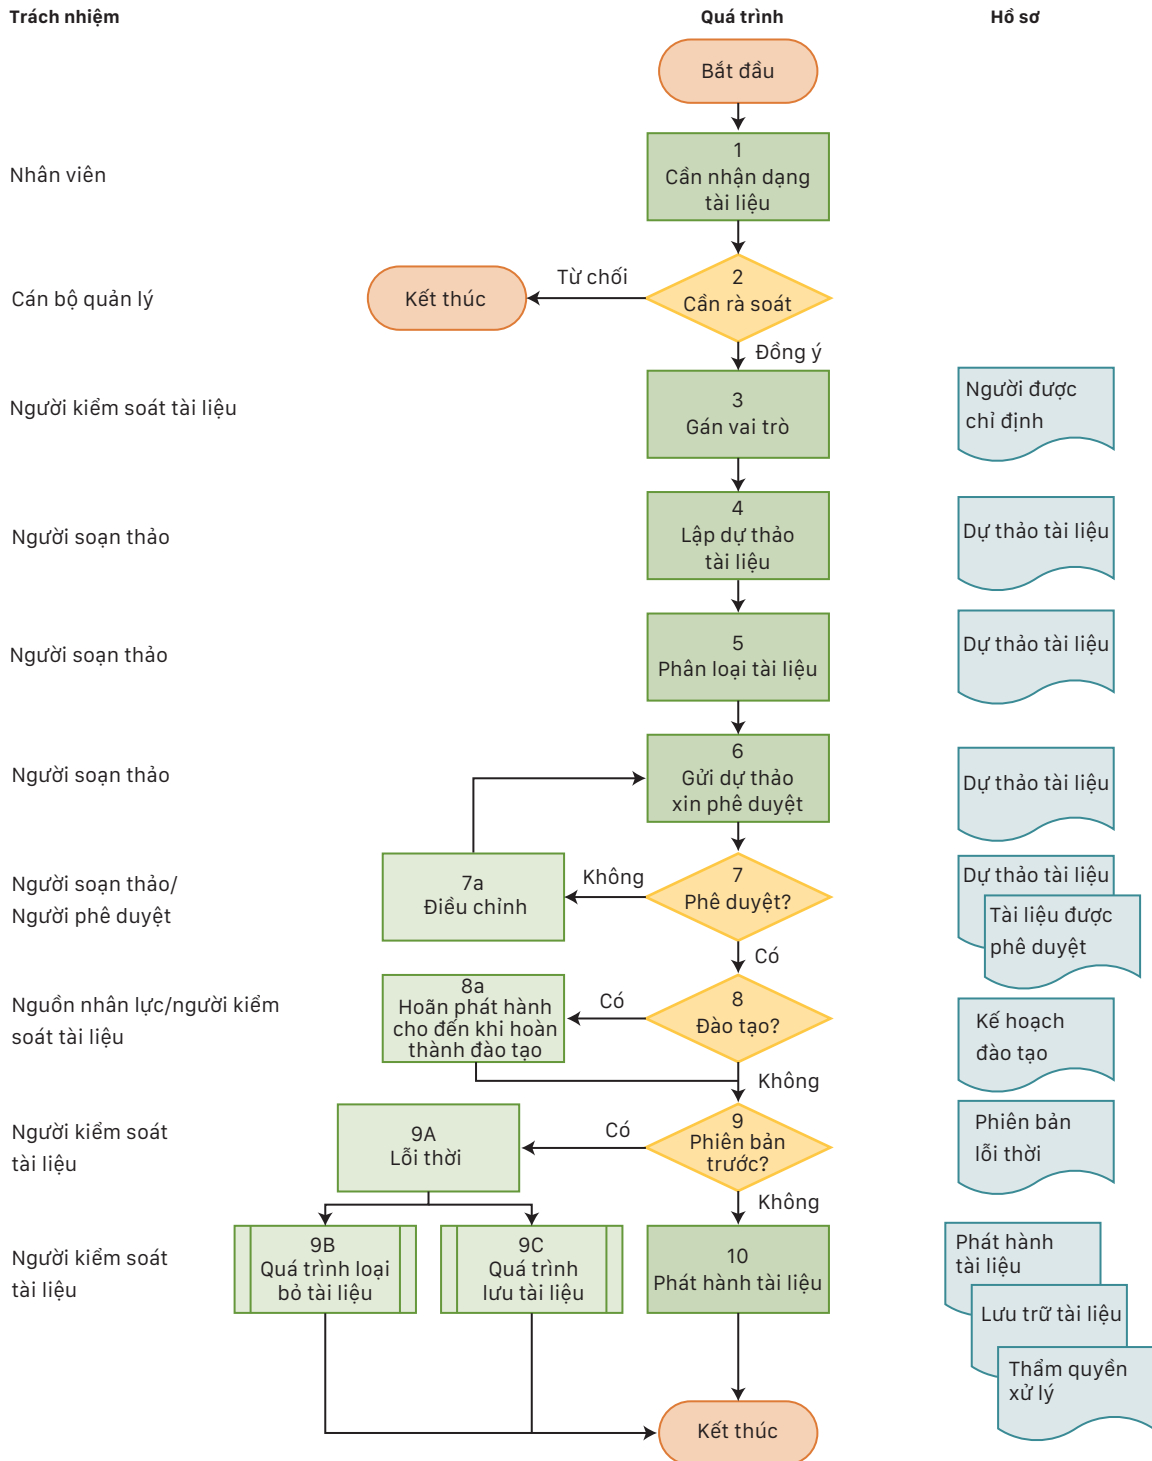 Trách nhiệm
Quá trình
Hồ sơ
Bắt đầu
Nhân viên
1
Cần nhận dạng
tài liệu
Cán bộ quản lý
Kết thúc
Từ chối
2
Cần rà soát
Đồng ý
Người kiểm soát tài liệu
3
Gán vai trò
Người được
chỉ định
Người soạn thảo
4
Lập dự thảo
tài liệu
Dự thảo tài liệu
Người soạn thảo
5
Phân loại tài liệu
Dự thảo tài liệu
Người soạn thảo
6
Gửi dự thảo
xin phê duyệt
Dự thảo tài liệu
Người soạn thảo/
Người phê duyệt
7a
Điều chỉnh
Không
7
Phê duyệt?
Có
Dự thảo tài liệu
Tài liệu được
phê duyệt
Nguồn nhân lực/người kiểm
soát tài liệu
8a
Hoãn phát hành
cho đến khi hoàn
thành đào tạo
Có
8
Đào tạo?
Không
Kế hoạch
đào tạo
Người kiểm soát
tài liệu
9A
Lỗi thời
Có
9
Phiên bản
trước?
Không
Phiên bản
lỗi thời
Người kiểm soát
tài liệu
9B
Quá trình loại
bỏ tài liệu
9C
Quá trình
lưu tài liệu
10
Phát hành tài liệu
Phát hành
tài liệu
Lưu trữ tài liệu
Thẩm quyền
xử lý
Kết thúc